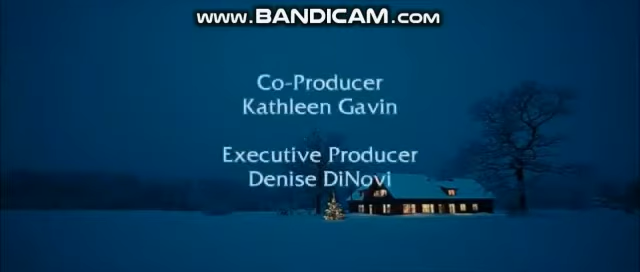 www.BANDICAM.com
Co-Producer
Kathleen Gavin
Executive Producer
Denise DiNovi